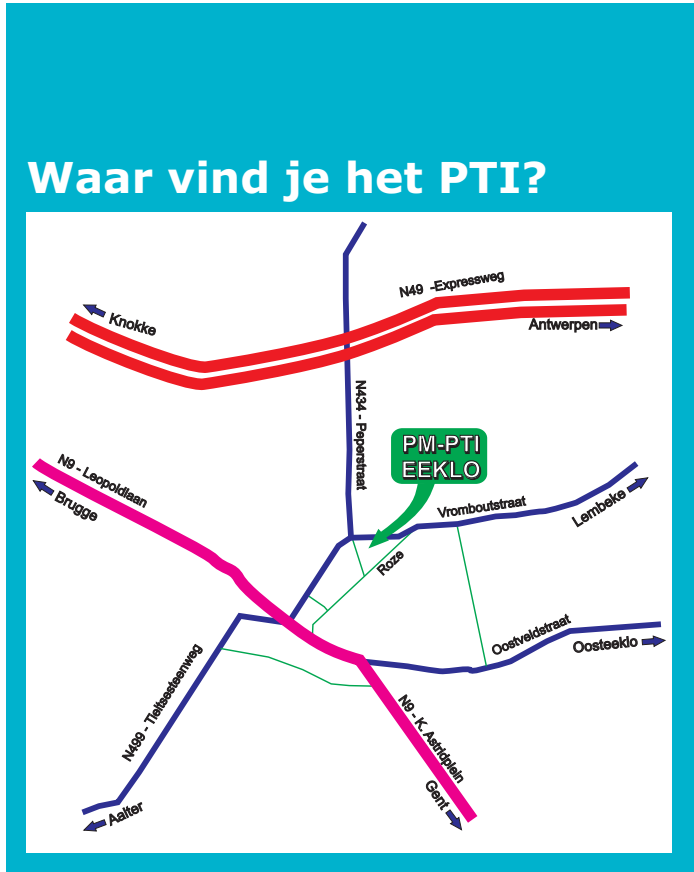 Waar vind je het PTI?
N49 -Expressweg
Knokke
Antwerpen
N434 - Peperstraat
PM-PTI
EEKLO
N9 - Leopoldlaan
Brugge
Vromboutstraat
Lembeke
Roze
Oostveldstraat
Oosteeklo
N499 - Tieltsesteenweg
N9 - K. Astridplein
Gent
Aalter